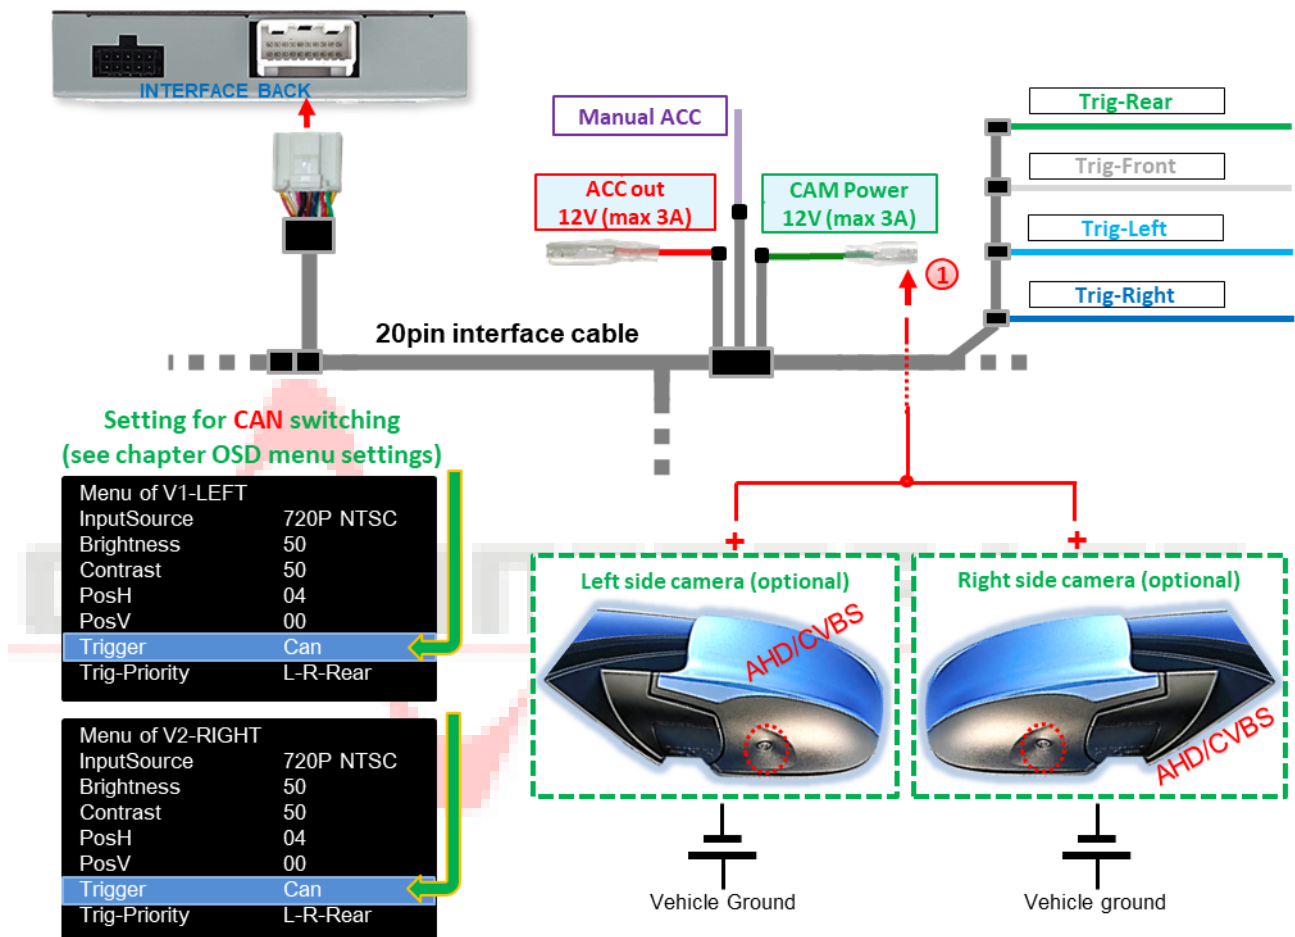 INTERFACE BACK
Manual ACC
ACC out
12V (max 3A)
CAM Power
12V (max 3A)
Trig-Rear
Trig-Front
Trig-Left
Trig-Right
1
20pin interface cable
Setting for CAN switching
(see chapter OSD menu settings)
Menu of V1-LEFT
InputSource 720P NTSC
Brightness 50
Contrast 50
PosH 04
PosV 00
Trigger Can
Trig-Priority L-R-Rear
Menu of V2-RIGHT
InputSource 720P NTSC
Brightness 50
Contrast 50
PosH 04
PosV 00
Trigger Can
Trig-Priority L-R-Rear
+
+
Left side camera (optional)
AHD/CVBS
Right side camera (optional)
AHD/CVBS
Vehicle Ground
Vehicle ground